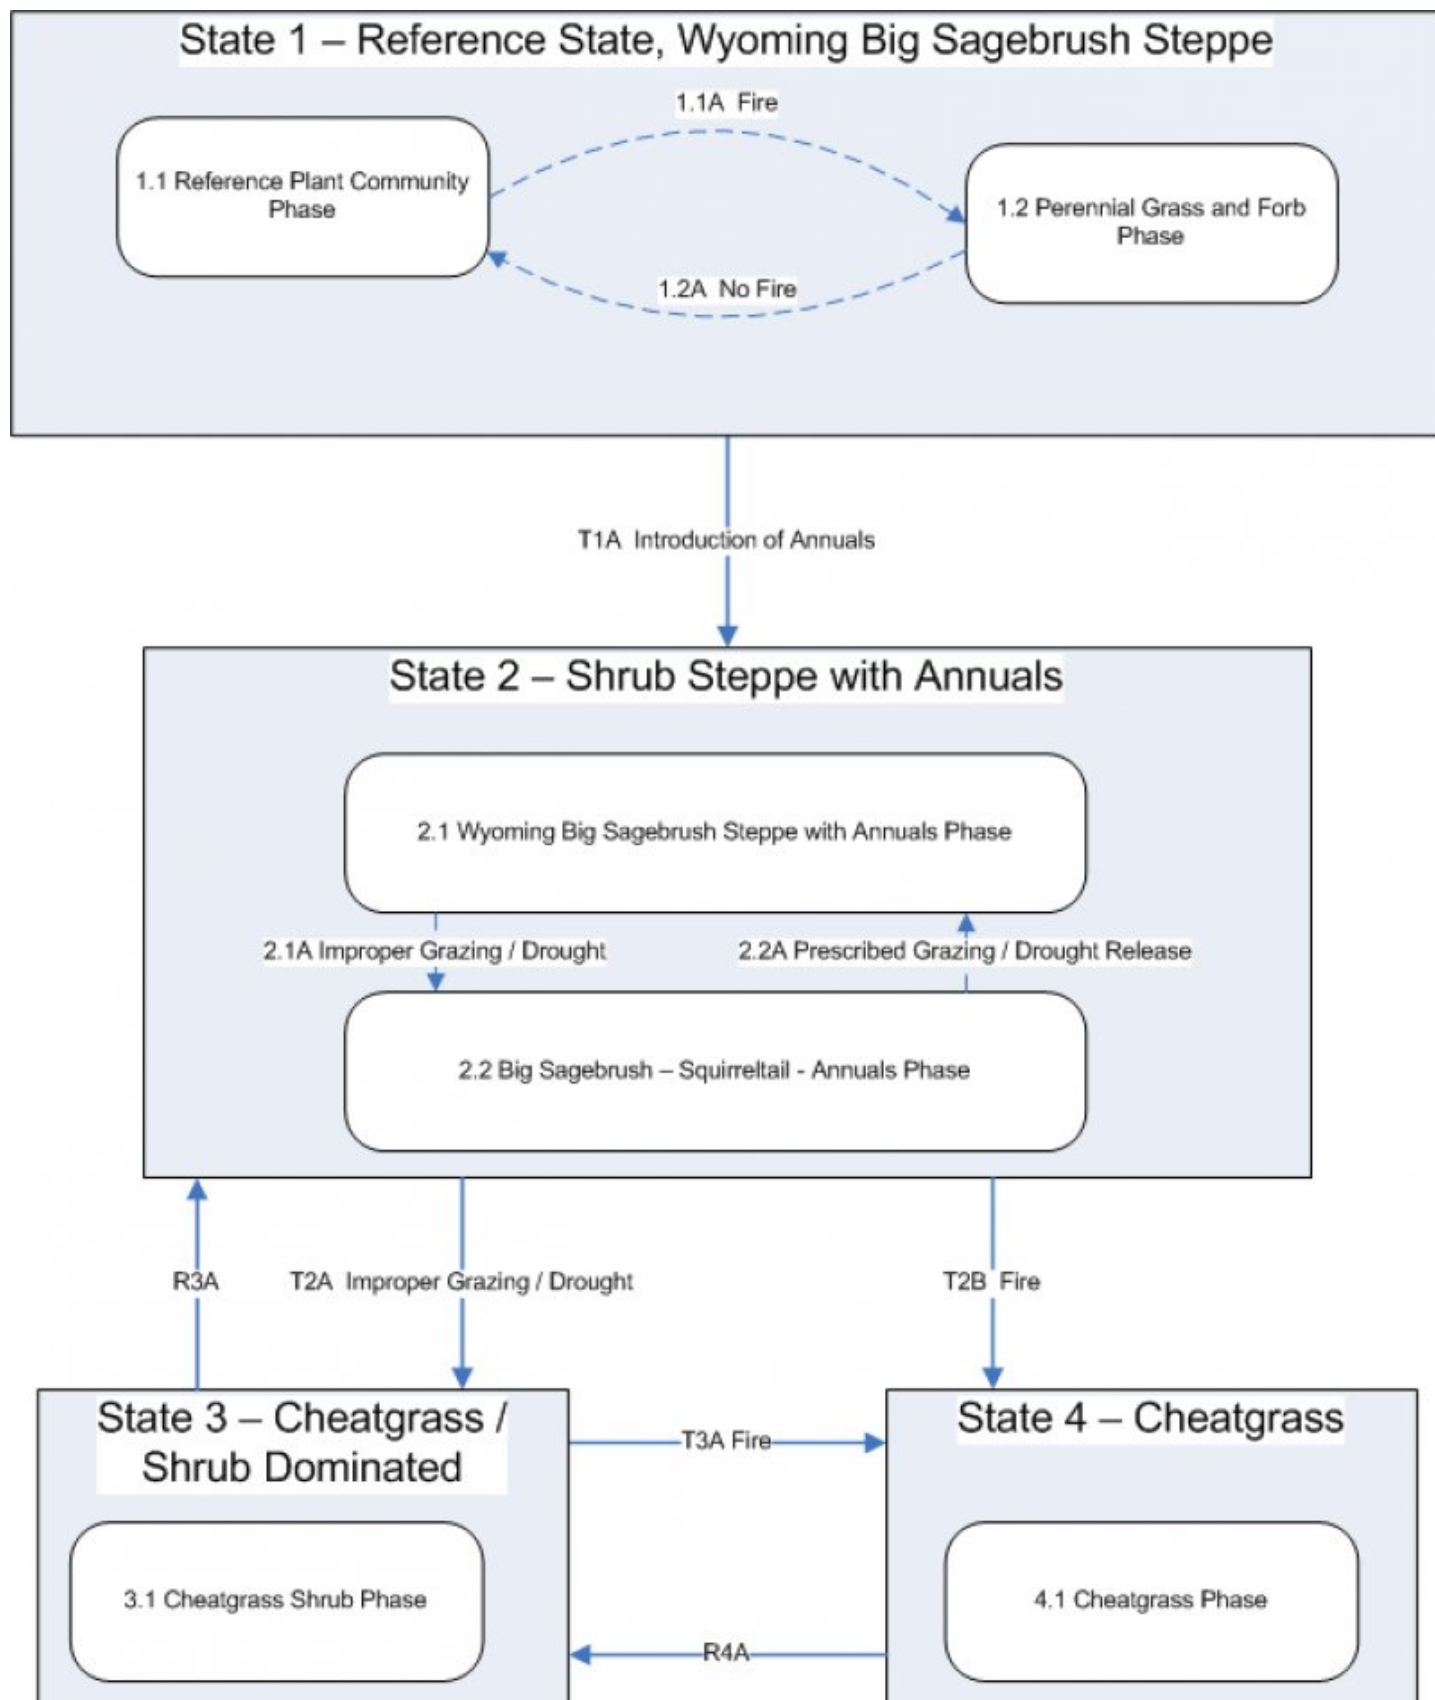 State 1 – Reference State, Wyoming Big Sagebrush Steppe
1.1A  Fire
1.1 Reference Plant Community
Phase
1.2 Perennial Grass and Forb
Phase
1.2A  No Fire
T1A  Introduction of Annuals
State 2 – Shrub Steppe with Annuals
2.1 Wyoming Big Sagebrush Steppe with Annuals Phase
2.1A Improper Grazing / Drought
2.2A Prescribed Grazing / Drought Release
2.2 Big Sagebrush – Squirreltail - Annuals Phase
R3A
T2A  Improper Grazing / Drought
T2B  Fire
State 3 – Cheatgrass /
Shrub Dominated
T3A Fire
State 4 – Cheatgrass
3.1 Cheatgrass Shrub Phase
4.1 Cheatgrass Phase
R4A